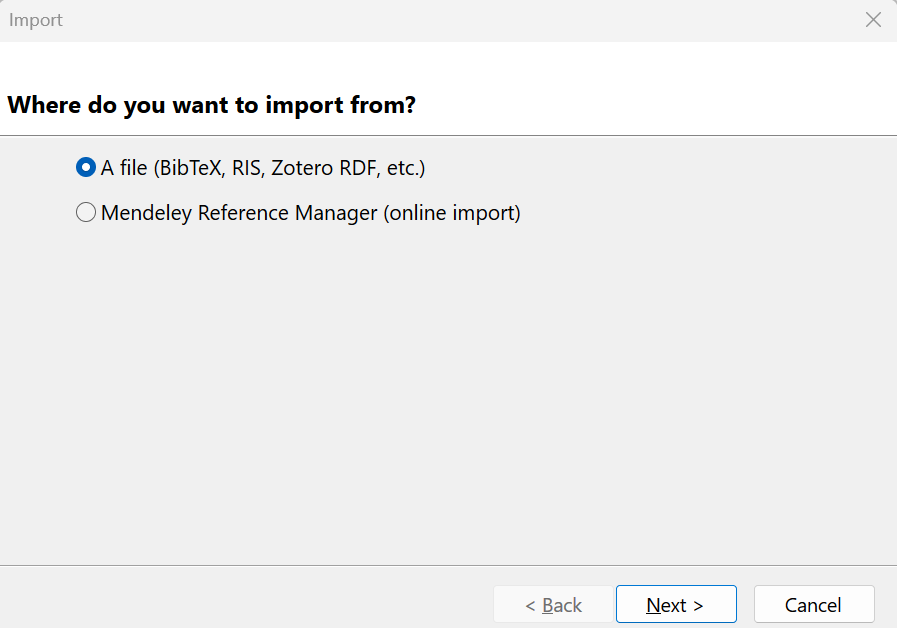 Import
Where do you want to import from?
A file (BibTeX, RIS, Zotero RDF, etc.)
Mendeley Reference Manager (online import)
< Back Next > Cancel